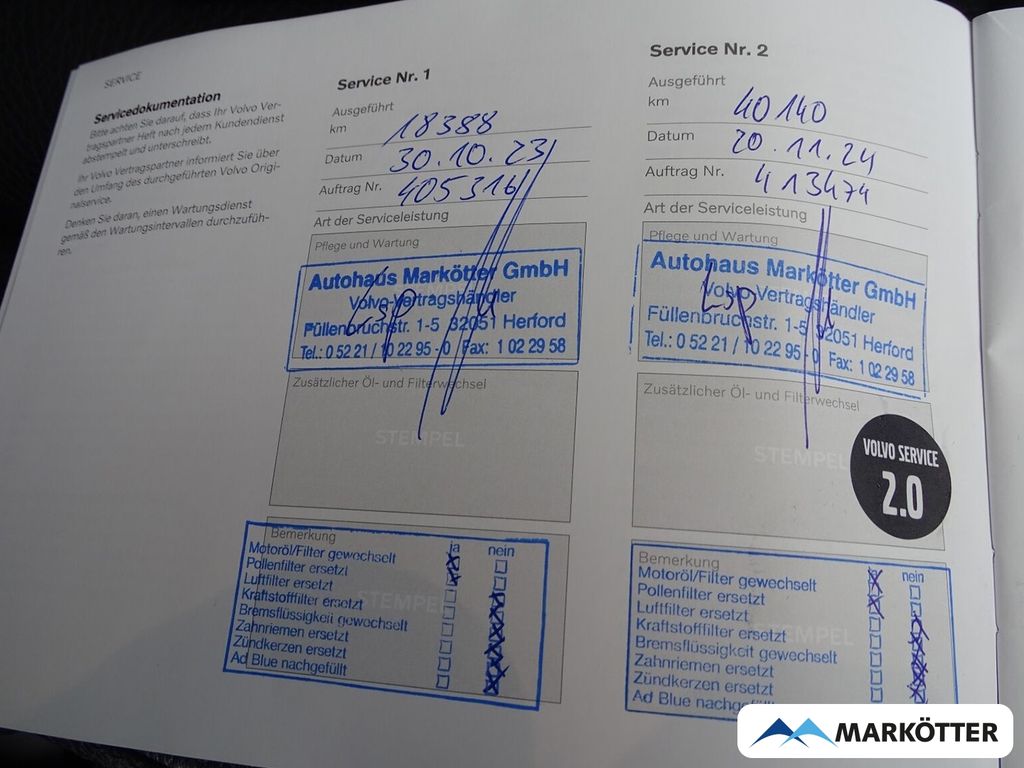 SERVICE
Servicedokumentation
Bitte achten Sie darauf, dass Ihr Volvo Ver-
tragspartner Heft nach jedem Kundendienst
abstempelt und unterschreibt.
Ihr Volvo Vertragspartner informiert Sie über
den Umfang des durchgeführten Volvo Origi-
nalservice.
Denken Sie daran, einen Wartungsdienst
gemäß den Wartungsintervallen durchzufüh-
ren.
Service Nr. 1
Ausgeführt
km 18388
Datum 30.10.23
Auftrag Nr. 405316
Art der Serviceleistung
Pflege und Wartung
Autohaus Markötter GmbH
Volvo-Vertragshändler
Füllenbruchstr. 1-5 32051 Herford
Tel.: 0 52 21 / 10 22 95 - 0 Fax: 1 02 29 58
Zusätzlicher Öl- und Filterwechsel
STEMPEL
Bemerkung
ja nein
Motoröl/Filter gewechselt
Pollenfilter ersetzt
Luftfilter ersetzt
Kraftstofffilter ersetzt
STEMPEL
Bremsflüssigkeit gewechselt
Zahnriemen ersetzt
Zündkerzen ersetzt
Ad Blue nachgefüllt
Service Nr. 2
Ausgeführt
km 40140
Datum 20.11.24
Auftrag Nr. 413474
Art der Serviceleistung
Pflege und Wartung
Autohaus Markötter GmbH
Volvo-Vertragshändler
Füllenbruchstr. 1-5 32051 Herford
Tel.: 0 52 21 / 10 22 95 - 0 Fax: 1 02 29 58
Zusätzlicher Öl- und Filterwechsel
STEMPEL
VOLVO SERVICE
2.0
Bemerkung
nein
Motoröl/Filter gewechselt
Pollenfilter ersetzt
Luftfilter ersetzt
Kraftstofffilter ersetzt
STEMPEL
Bremsflüssigkeit gewechselt
Zahnriemen ersetzt
Zündkerzen ersetzt
Ad Blue
MARKÖTTER